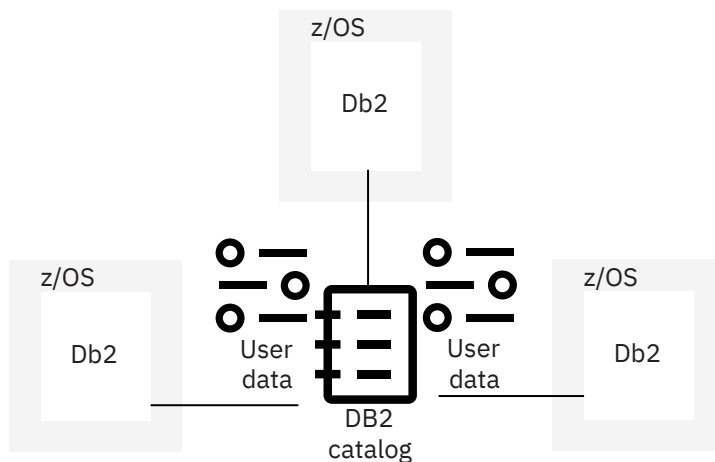 z/OS
Db2
z/OS
Db2
User
data
DB2
catalog
User
data
z/OS
Db2